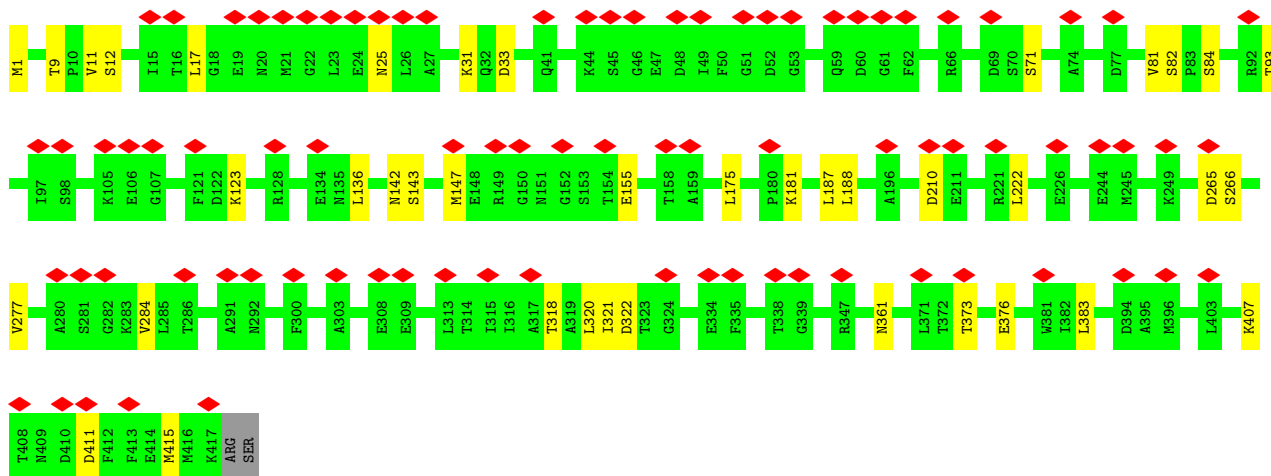 M1 T9 P10 V11 S12 I15 T16 L17 G18 E19 N20 M21 G22 L23 E24 N25 L26 A27 K31 Q32 D33 Q41 K44 S45 G46 E47 D48 I49 F50 G51 D52 G53 Q59 D60 G61 F62 R66 D69 S70 S71 A74 D77 V81 S82 P83 S84 R92 T93
I97 S98 K105 E106 G107 F121 D122 K123 R128 E134 N135 L136 N142 S143 M147 E148 R149 G150 N151 G152 S153 T154 E155 T158 A159 L175 P180 K181 L187 L188 A196 D210 E211 R221 L222 E226 E244 M245 K249 D265 S266
V277 A280 S281 G282 K283 V284 L285 T286 A291 N292 F300 A303 E308 E309 L313 T314 I315 I316 A317 T318 A319 L320 I321 D322 T323 G324 E334 F335 T338 G339 R347 N361 L371 T372 T373 E376 W381 I382 L383 D394 A395 M396 L403 K407
T408 N409 D410 D411 F412 F413 E414 M415 M416 K417 ARG SER